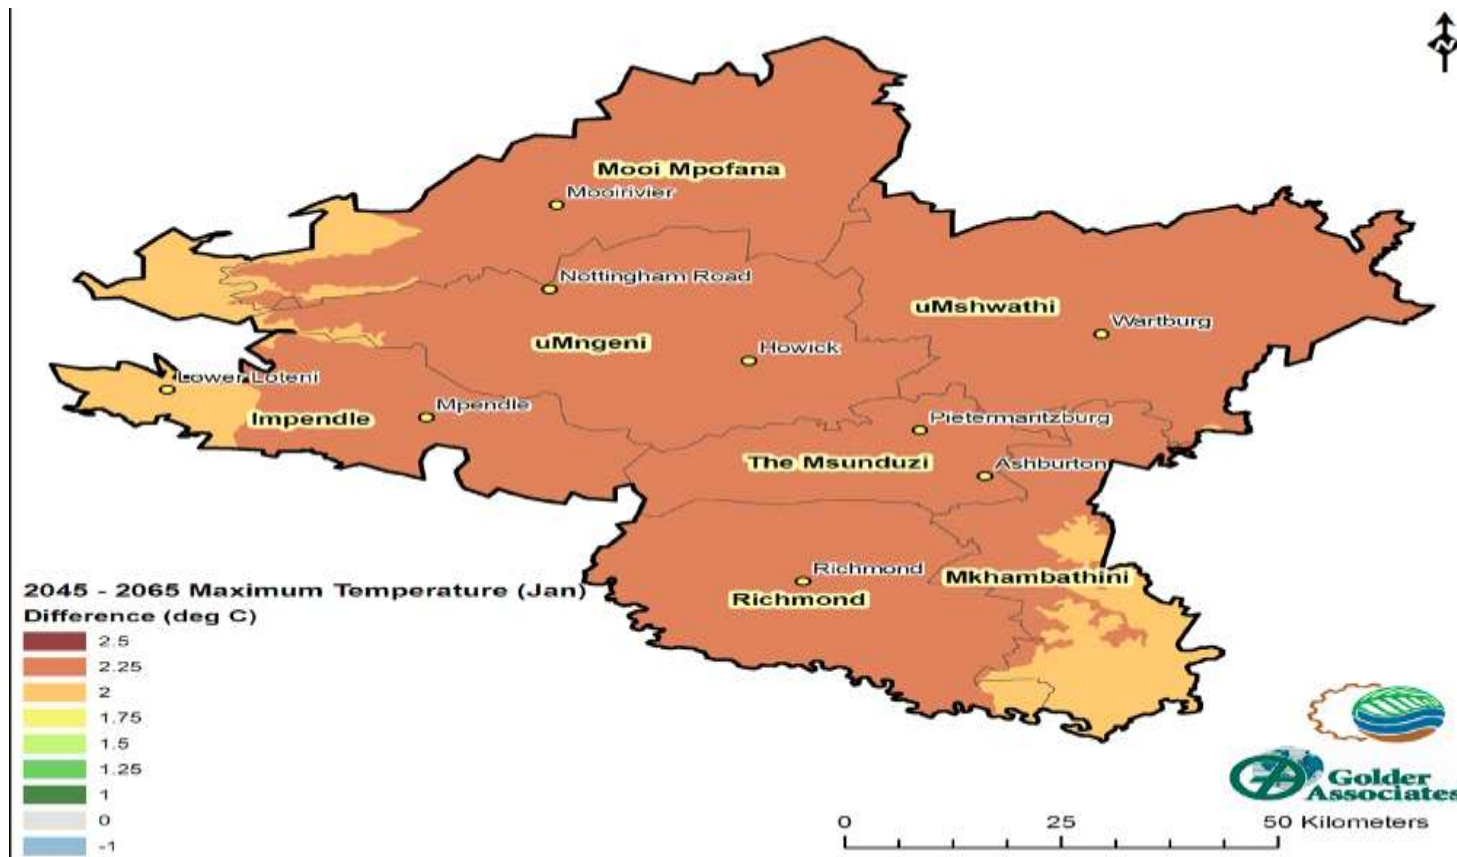 N
Mooi Mpofana
Mooirivier
Nottingham Road
uMshwathi
Wartburg
uMngeni
Howick
Lower Loteni
Mpendle
Impendle
Pietermaritzburg
The Msunduzi
Ashburton
Richmond
Mkhambathini
Richmond
2045 - 2065 Maximum Temperature (Jan)
Difference (deg C)
2.5
2.25
2
1.75
1.5
1.25
1
0
-1
Golder
Associates
0 25 50 Kilometers